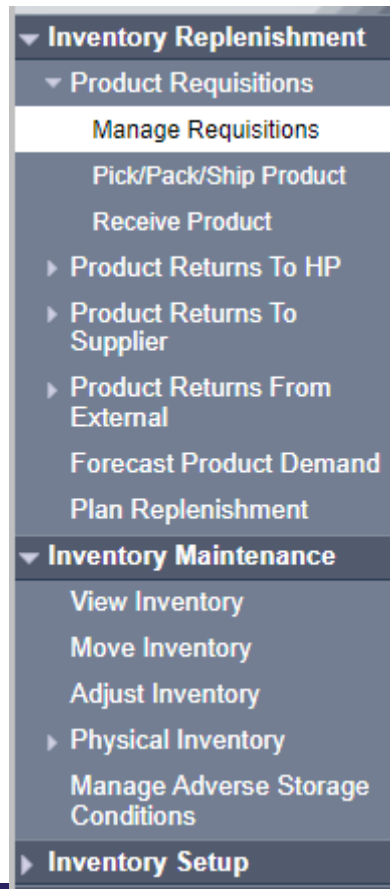 Inventory Replenishment
Product Requisitions
Manage Requisitions
Pick/Pack/Ship Product
Receive Product
Product Returns To HP
Product Returns To
Supplier
Product Returns From
External
Forecast Product Demand
Plan Replenishment
Inventory Maintenance
View Inventory
Move Inventory
Adjust Inventory
Physical Inventory
Manage Adverse Storage
Conditions
Inventory Setup